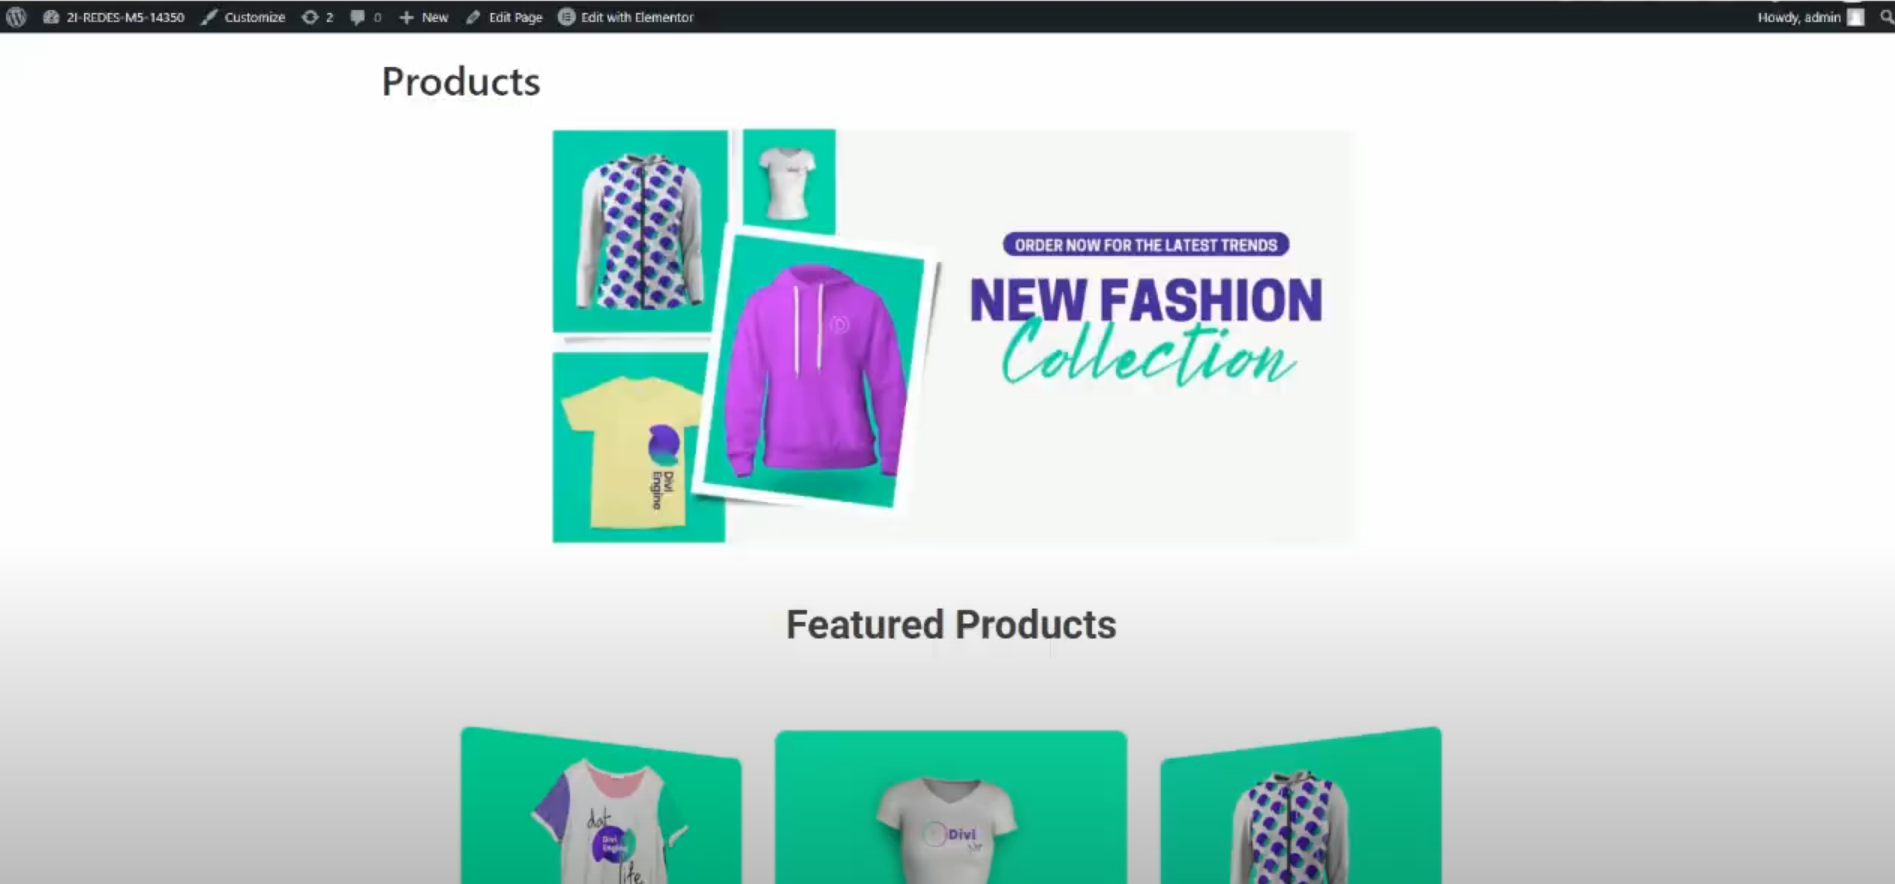 2I-REDES-M5-14350 Customize 2 0 New Edit Page Edit with Elementor Howdy, admin
Products
ORDER NOW FOR THE LATEST TRENDS
NEW FASHION
Collection
Divi
Engine
Featured Products
dat
Divi
Engine
life
Divi